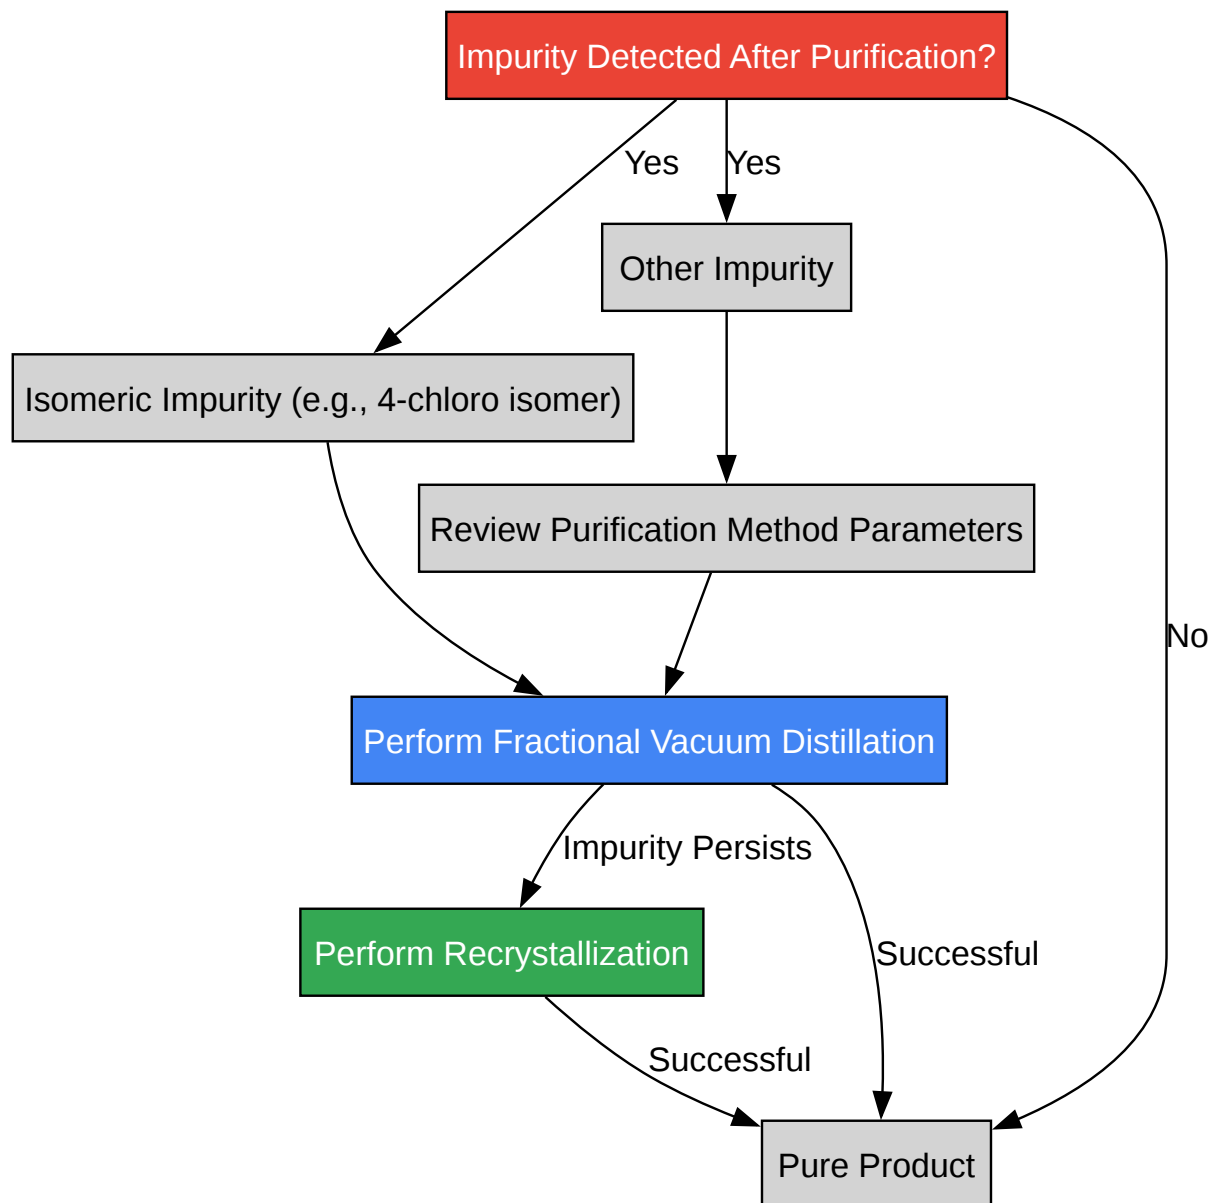 Impurity Detected After Purification?
Yes
Yes
Other Impurity
Isomeric Impurity (e.g., 4-chloro isomer)
Review Purification Method Parameters
No
Perform Fractional Vacuum Distillation
Impurity Persists
Perform Recrystallization
Successful
Successful
Pure Product